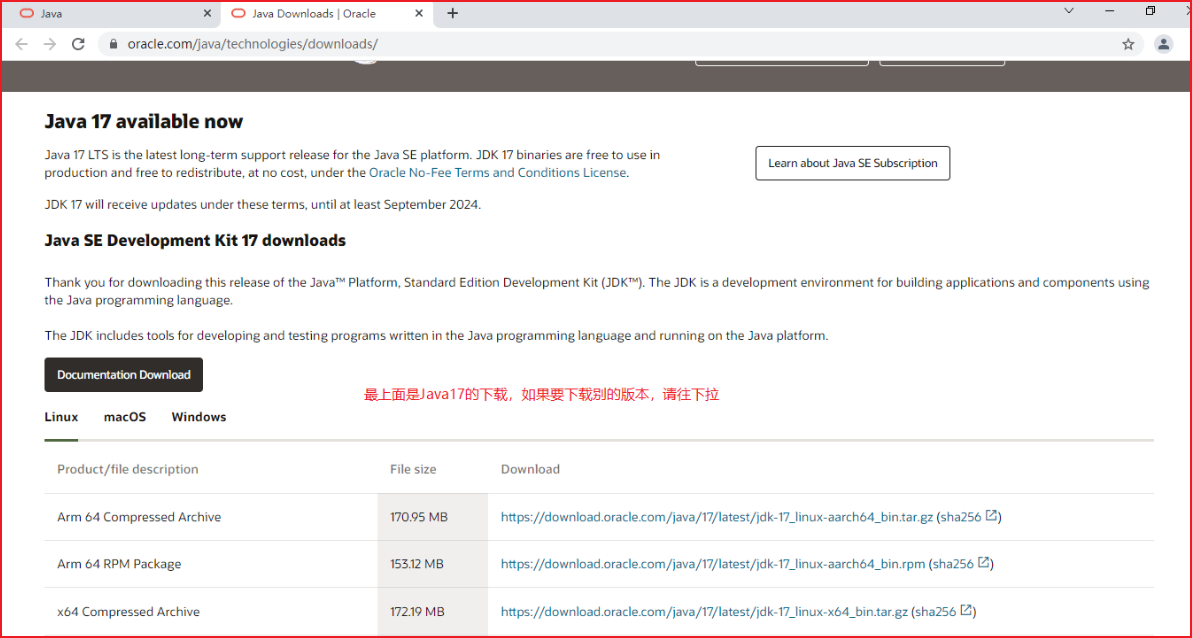 Java
Java Downloads | Oracle
oracle.com/java/technologies/downloads/
Java 17 available now
Java 17 LTS is the latest long-term support release for the Java SE platform. JDK 17 binaries are free to use in
production and free to redistribute, at no cost, under the Oracle No-Fee Terms and Conditions License.
Learn about Java SE Subscription
JDK 17 will receive updates under these terms, until at least September 2024.
Java SE Development Kit 17 downloads
Thank you for downloading this release of the Java™ Platform, Standard Edition Development Kit (JDK™). The JDK is a development environment for building applications and components using
the Java programming language.
The JDK includes tools for developing and testing programs written in the Java programming language and running on the Java platform.
Documentation Download
最上面是Java17的下载，如果要下载别的版本，请往下拉
Linux macOS Windows
Product/file description File size Download
Arm 64 Compressed Archive 170.95 MB https://download.oracle.com/java/17/latest/jdk-17_linux-aarch64_bin.tar.gz (sha256)
Arm 64 RPM Package 153.12 MB https://download.oracle.com/java/17/latest/jdk-17_linux-aarch64_bin.rpm (sha256)
x64 Compressed Archive 172.19 MB https://download.oracle.com/java/17/latest/jdk-17_linux-x64_bin.tar.gz (sha256)